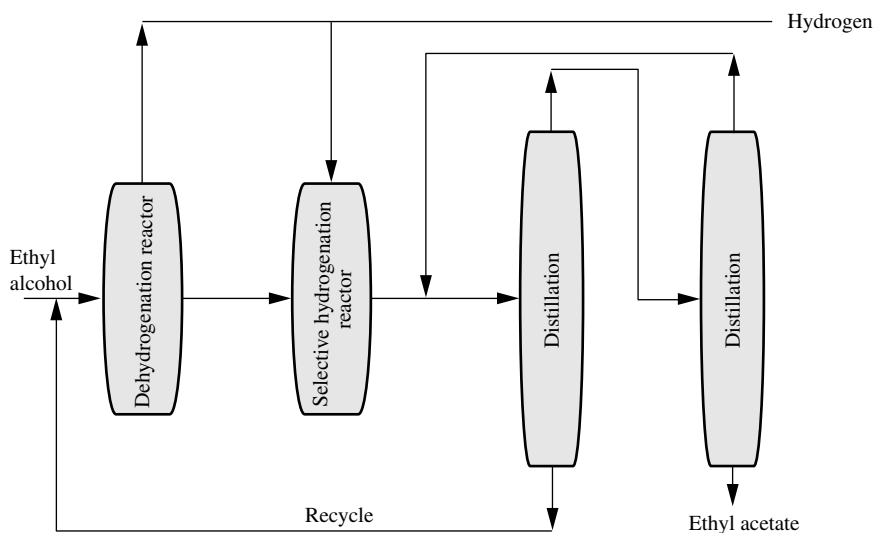 Hydrogen
Ethyl
alcohol
Dehydrogenation reactor
Selective hydrogenation
reactor
Distillation
Distillation
Recycle
Ethyl acetate